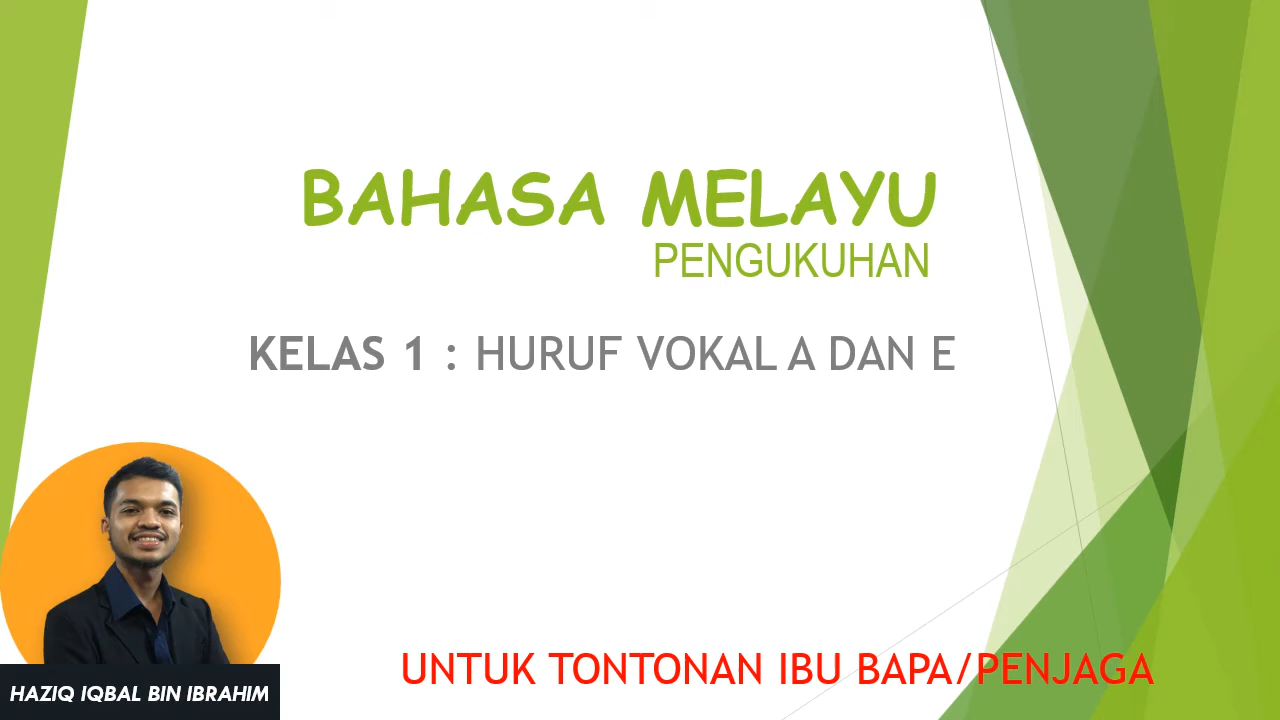 BAHASA MELAYU
PENGUKUHAN
KELAS 1 : HURUF VOKAL A DAN E
UNTUK TONTONAN IBU BAPA/PENJAGA
HAZIQ IQBAL BIN IBRAHIM